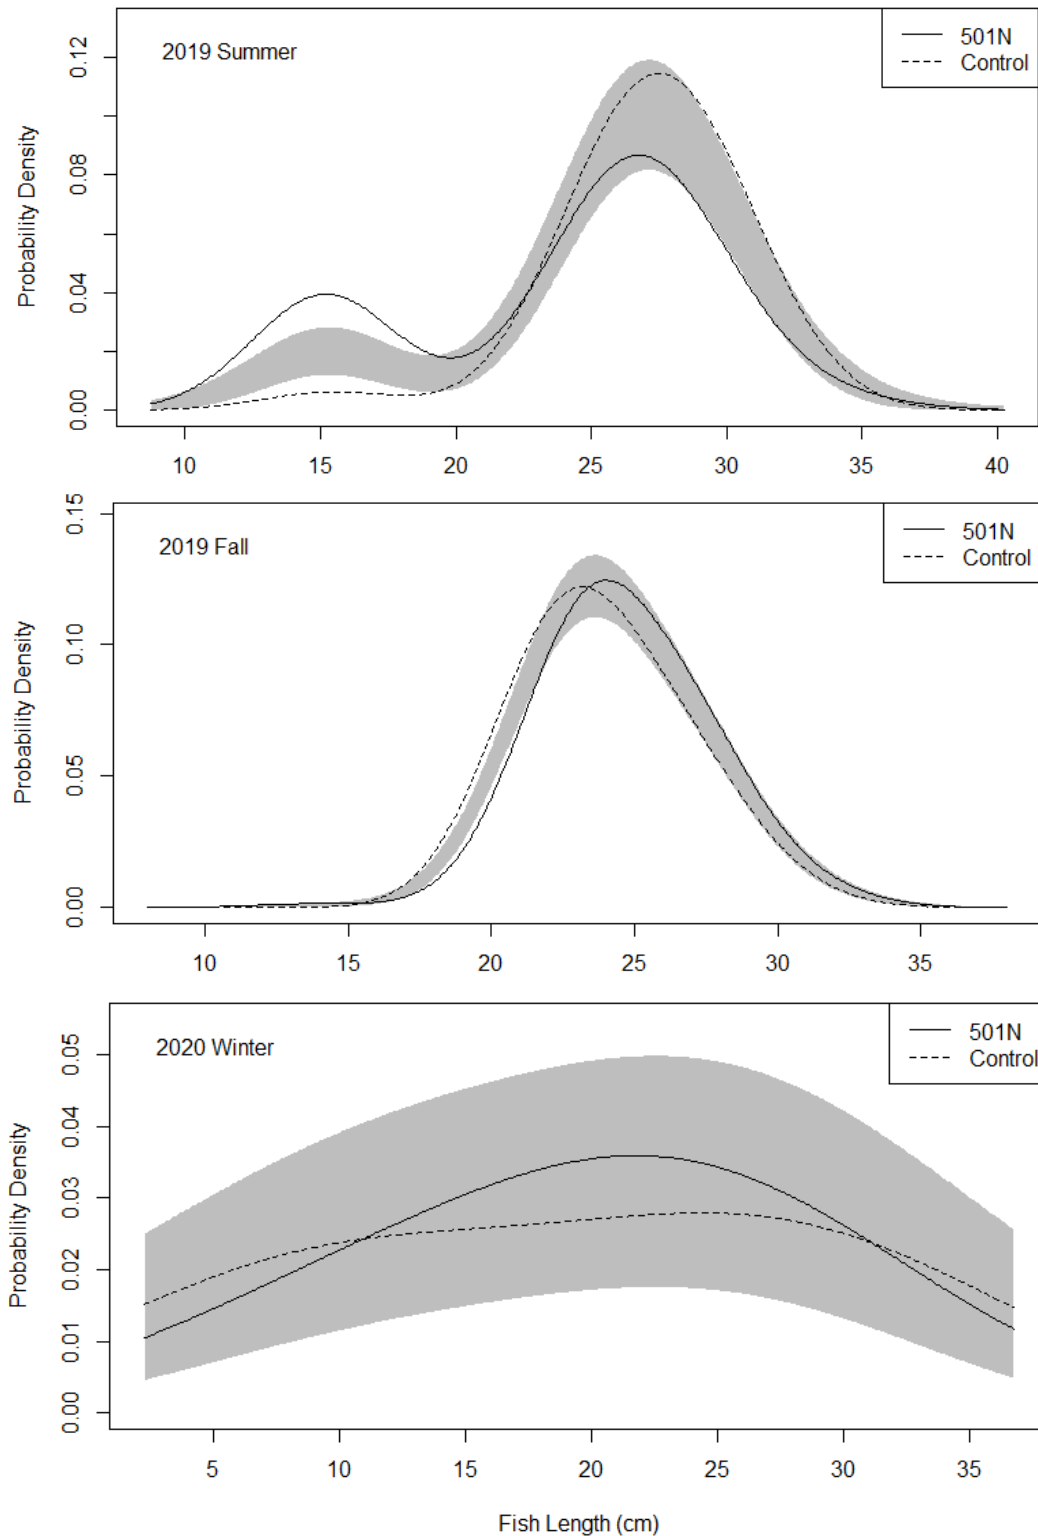 2019 Summer
501N
Control
Probability Density
0.12
0.08
0.04
0.00
10 15 20 25 30 35 40
2019 Fall
501N
Control
Probability Density
0.15
0.10
0.05
0.00
10 15 20 25 30 35
2020 Winter
501N
Control
Probability Density
0.05
0.04
0.03
0.02
0.01
0.00
5 10 15 20 25 30 35
Fish Length (cm)